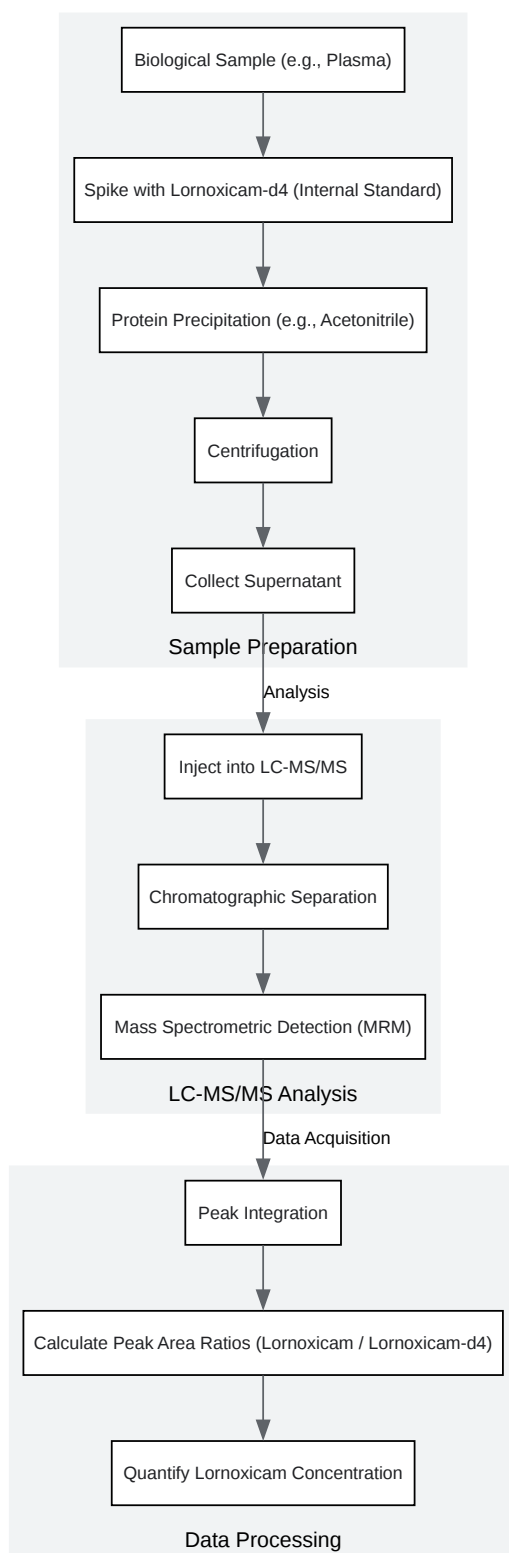 Biological Sample (e.g., Plasma)
Spike with Lornoxicam-d4 (Internal Standard)
Protein Precipitation (e.g., Acetonitrile)
Centrifugation
Collect Supernatant
Sample Preparation
Analysis
Inject into LC-MS/MS
Chromatographic Separation
Mass Spectrometric Detection (MRM)
LC-MS/MS Analysis
Data Acquisition
Peak Integration
Calculate Peak Area Ratios (Lornoxicam / Lornoxicam-d4)
Quantify Lornoxicam Concentration
Data Processing